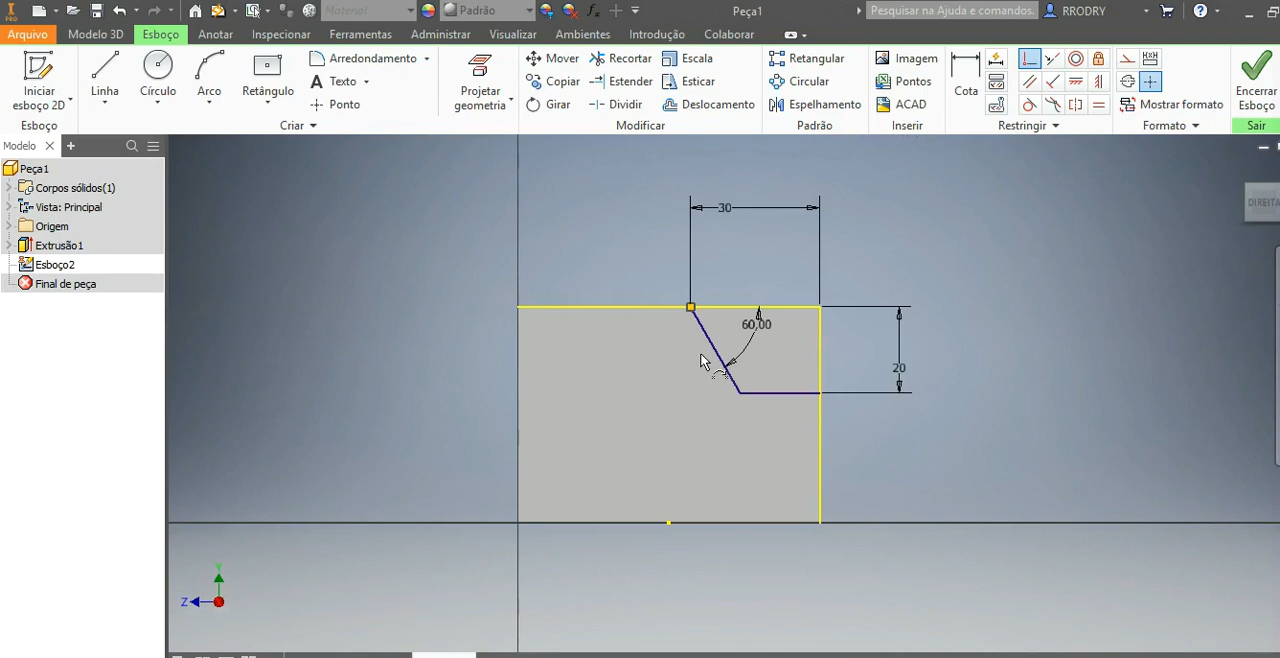 PRO
Material
Padrão
Peça1
Pesquisar na Ajuda e comandos.
RRODRY
Arquivo
Modelo 3D
Esboço
Anotar
Inspecionar
Ferramentas
Administrar
Visualizar
Ambientes
Introdução
Colaborar
Iniciar
esboço 2D
Esboço
Linha
Círculo
Arco
Retângulo
Arredondamento
Texto
Ponto
Criar
Projetar
geometria
Mover
Copiar
Girar
Recortar
Estender
Dividir
Escala
Esticar
Deslocamento
Modificar
Retangular
Circular
Espelhamento
Padrão
Imagem
Pontos
ACAD
Inserir
Cota
Restringir
Mostrar formato
Formato
Encerrar
Esboço
Sair
Modelo
Peça1
Corpos sólidos(1)
Vista: Principal
Origem
Extrusão1
Esboço2
Final de peça
30
60,00
20
DIREITA
Y
Z